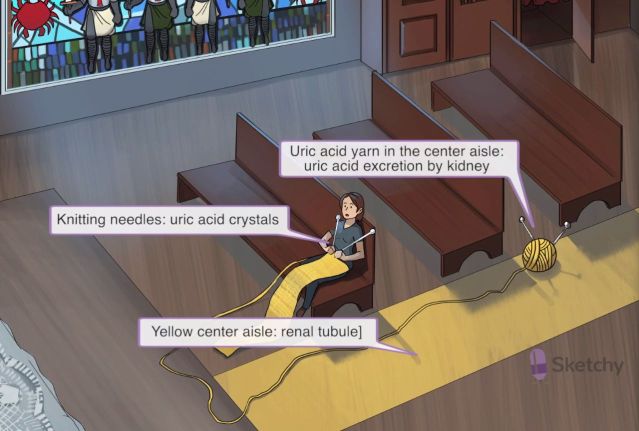 Uric acid yarn in the center aisle:
uric acid excretion by kidney
Knitting needles: uric acid crystals
Yellow center aisle: renal tubule]
Sketchy